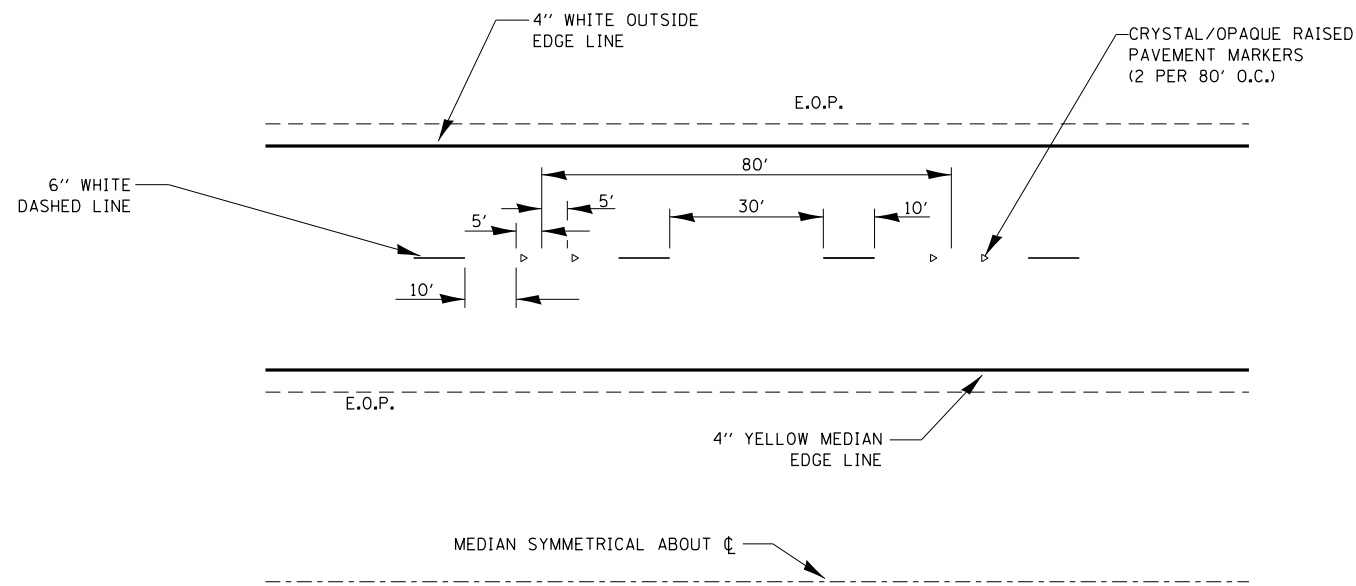 4'' WHITE OUTSIDE
EDGE LINE
CRYSTAL/OPAQUE RAISED
PAVEMENT MARKERS
(2 PER 80' O.C.)
E.O.P.
80'
6'' WHITE
DASHED LINE
5'
5'
30'
10'
10'
E.O.P.
4'' YELLOW MEDIAN
EDGE LINE
MEDIAN SYMMETRICAL ABOUT ℄